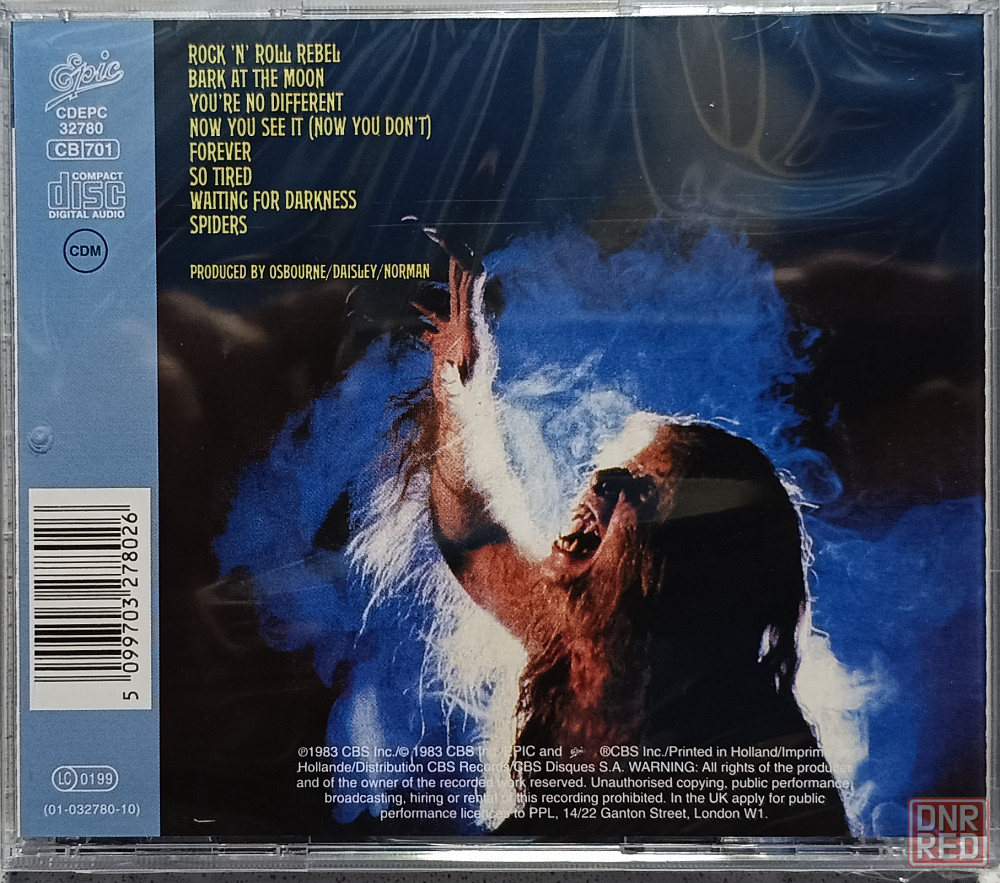 Epic
CDEPC
32780
CB 701
COMPACT
disc
DIGITAL AUDIO
CDM
ROCK 'N' ROLL REBEL
BARK AT THE MOON
YOU'RE NO DIFFERENT
NOW YOU SEE IT (NOW YOU DON'T)
FOREVER
SO TIRED
WAITING FOR DARKNESS
SPIDERS
PRODUCED BY OSBOURNE/DAISLEY/NORMAN
5 099703 278026
LC 0199
(01-032780-10)
℗1983 CBS Inc./© 1983 CBS Inc./EPIC and Epic ®CBS Inc./Printed in Holland/Imprimé
Hollande/Distribution CBS Records/CBS Disques S.A. WARNING: All rights of the producer
and of the owner of the recorded work reserved. Unauthorised copying, public performance,
broadcasting, hiring or rental of this recording prohibited. In the UK apply for public
performance licences to PPL, 14/22 Ganton Street, London W1.
DNR
RED